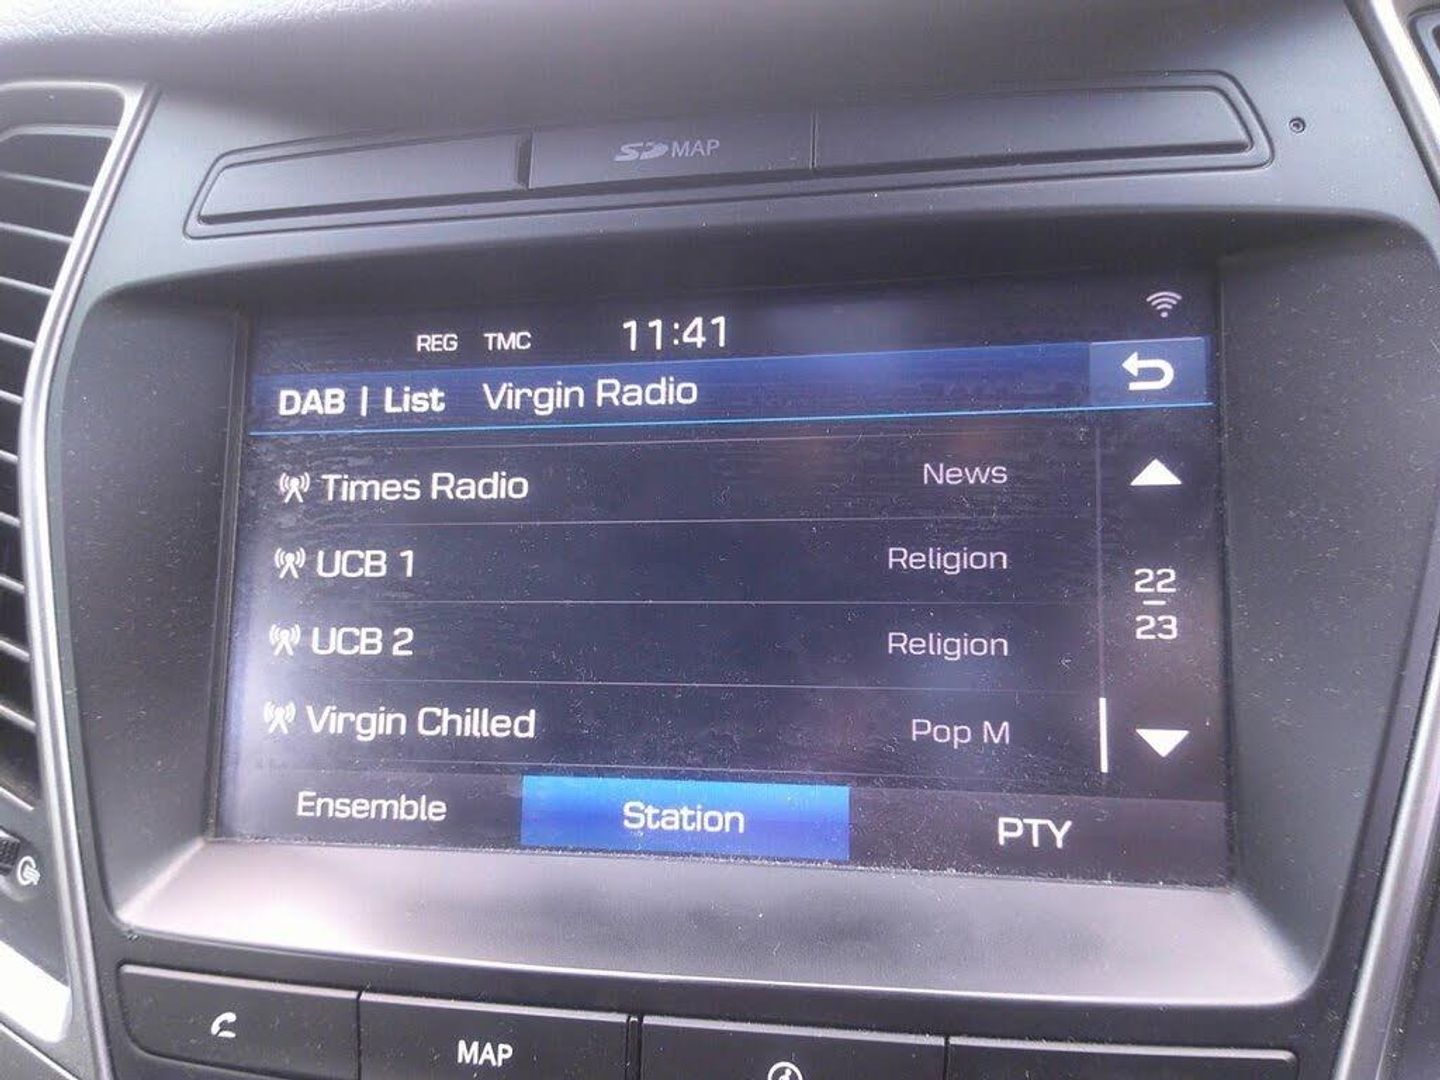 SD MAP
REG TMC 11:41
DAB | List Virgin Radio
Times Radio News
UCB 1 Religion
UCB 2 Religion
Virgin Chilled Pop M
22
23
Ensemble Station PTY
MAP